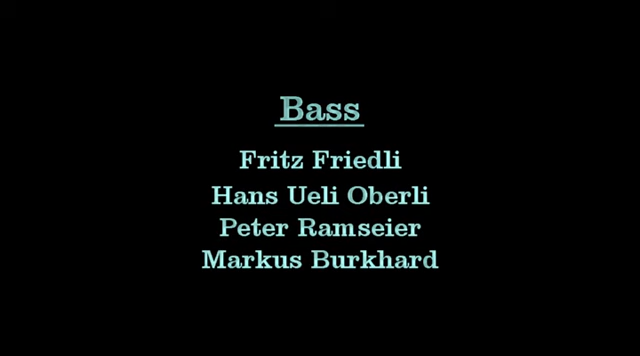 Bass
Fritz Friedli
Hans Ueli Oberli
Peter Ramseier
Markus Burkhard